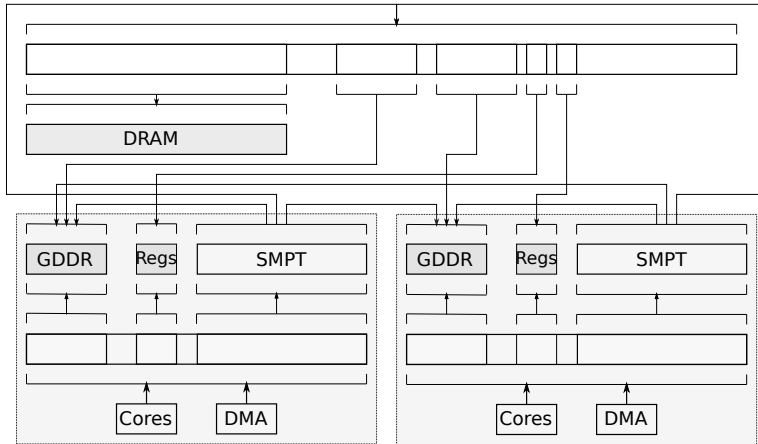 DRAM
GDDR Regs SMPT GDDR Regs SMPT
Cores DMA Cores DMA